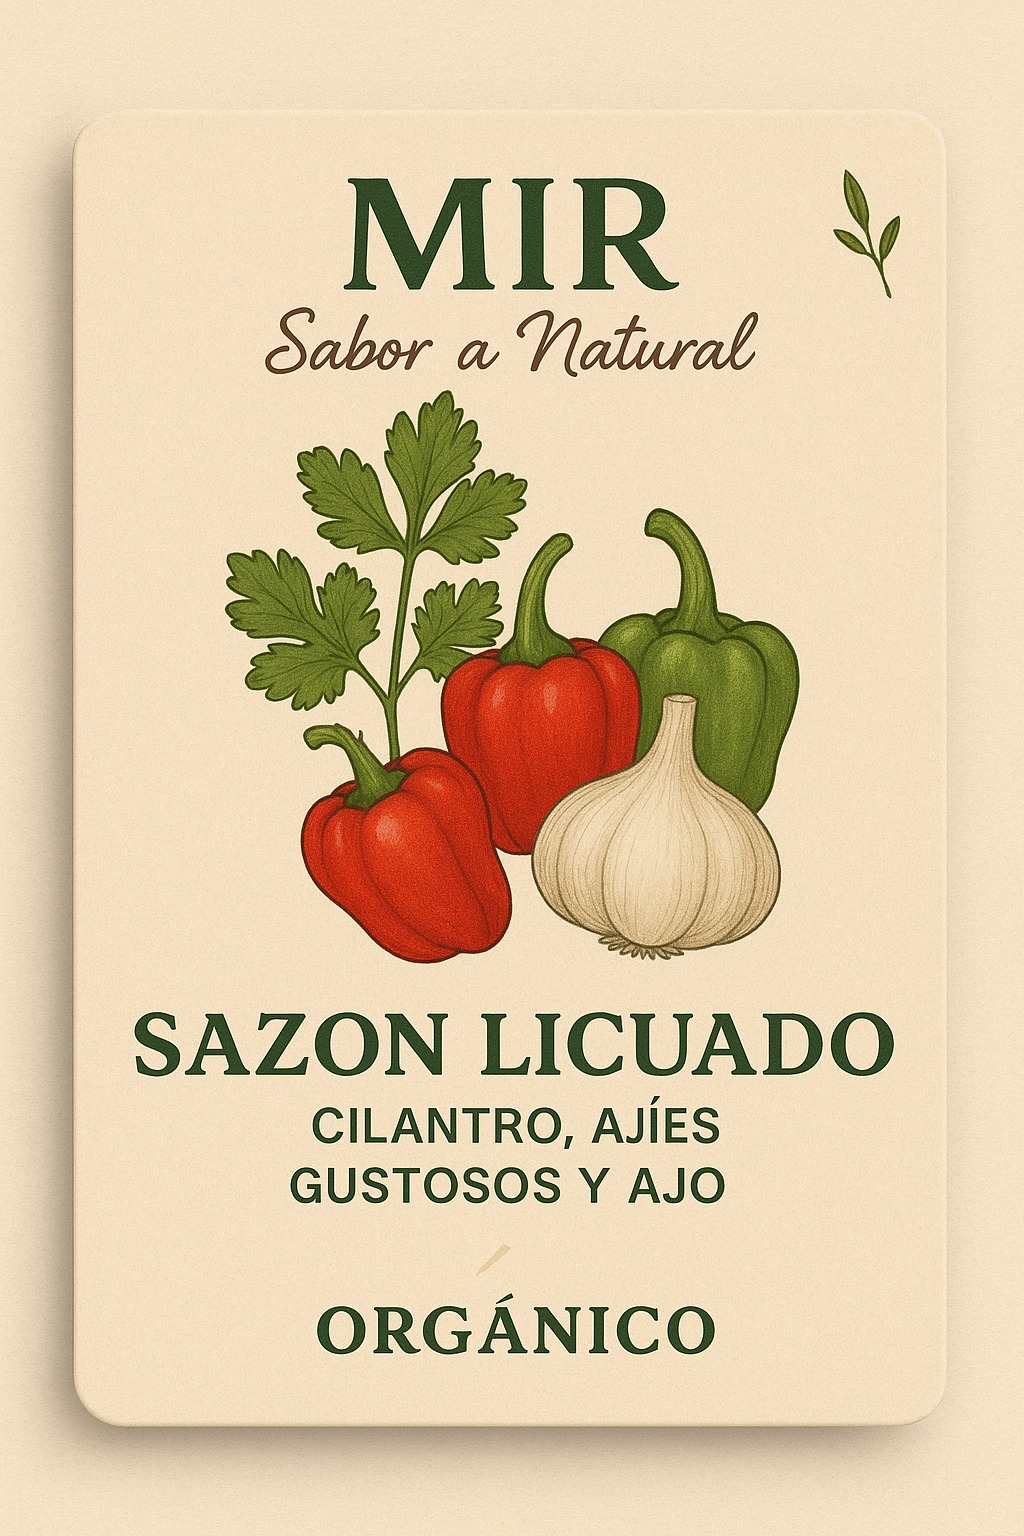 MIR
Sabor a Natural
SAZON LICUADO
CILANTRO, AJÍES
GUSTOSOS Y AJO
ORGÁNICO